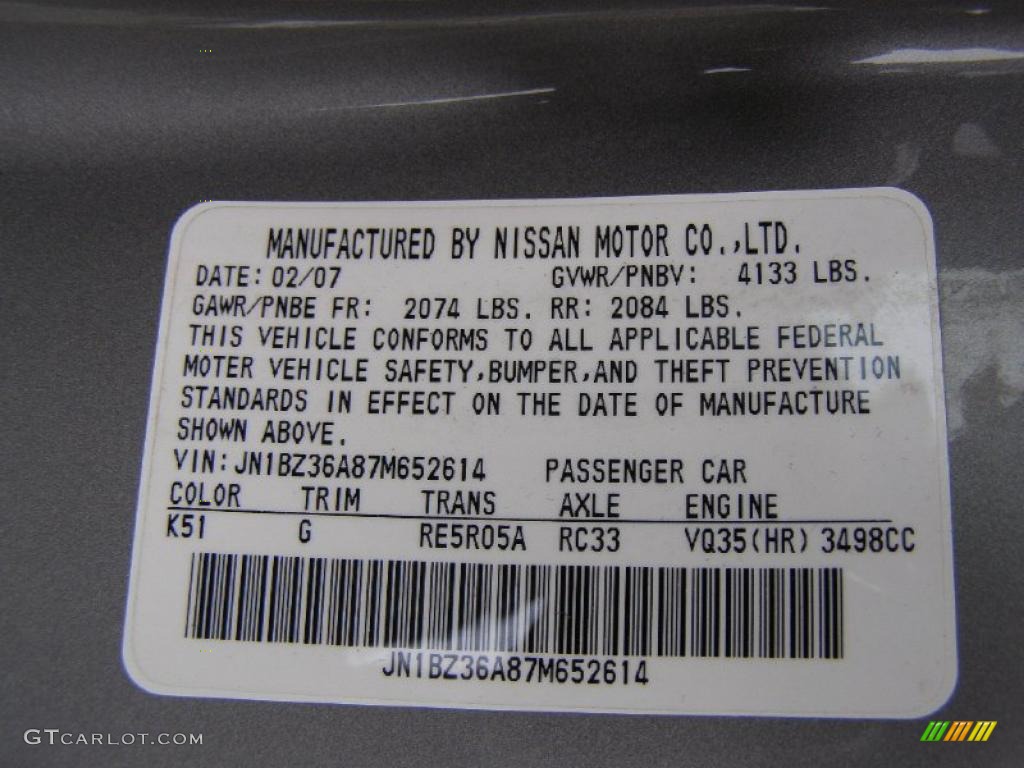 MANUFACTURED BY NISSAN MOTOR CO.,LTD.
DATE: 02/07 GVWR/PNBV: 4133 LBS.
GAWR/PNBE FR: 2074 LBS. RR: 2084 LBS.
THIS VEHICLE CONFORMS TO ALL APPLICABLE FEDERAL
MOTER VEHICLE SAFETY,BUMPER,AND THEFT PREVENTION
STANDARDS IN EFFECT ON THE DATE OF MANUFACTURE
SHOWN ABOVE.
VIN:JN1BZ36A87M652614 PASSENGER CAR
COLOR TRIM TRANS AXLE ENGINE
K51 G RE5R05A RC33 VQ35(HR) 3498CC
JN1BZ36A87M652614
GTCARLOT.COM